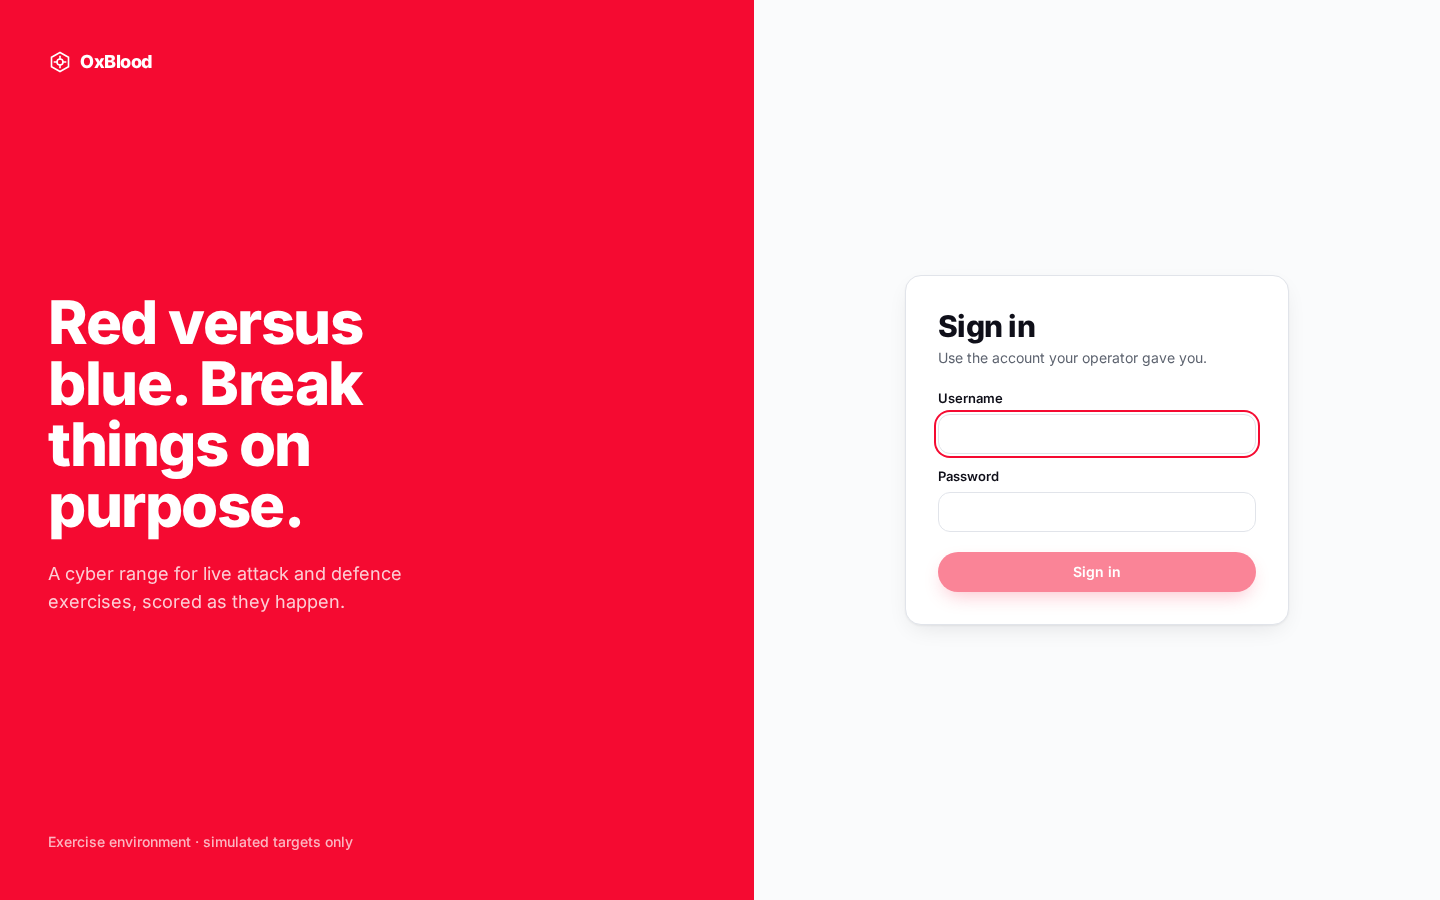 OxBlood
Red versus
blue. Break
things on
purpose.
A cyber range for live attack and defence
exercises, scored as they happen.
Exercise environment · simulated targets only
Sign in
Use the account your operator gave you.
Username
Password
Sign in